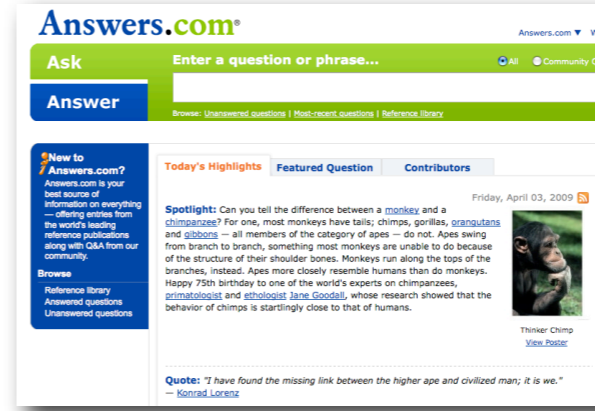 Answers.com®
Answers.com ▼
Ask
Enter a question or phrase...
All
Community
Answer
Browse: Unanswered questions | Most-recent questions | Reference library
New to
Answers.com?
Answers.com is your
best source of
information on everything
— offering entries from
the world's leading
reference publications
along with Q&A from our
community.
Browse
Reference library
Answered questions
Unanswered questions
Today's Highlights
Featured Question
Contributors
Friday, April 03, 2009
Spotlight: Can you tell the difference between a monkey and a
chimpanzee? For one, most monkeys have tails; chimps, gorillas, orangutans
and gibbons — all members of the category of apes — do not. Apes swing
from branch to branch, something most monkeys are unable to do because
of the structure of their shoulder bones. Monkeys run along the tops of the
branches, instead. Apes more closely resemble humans than do monkeys.
Happy 75th birthday to one of the world's experts on chimpanzees,
primatologist and ethologist Jane Goodall, whose research showed that the
behavior of chimps is startlingly close to that of humans.
Thinker Chimp
View Poster
Quote: "I have found the missing link between the higher ape and civilized man; it is we."
— Konrad Lorenz